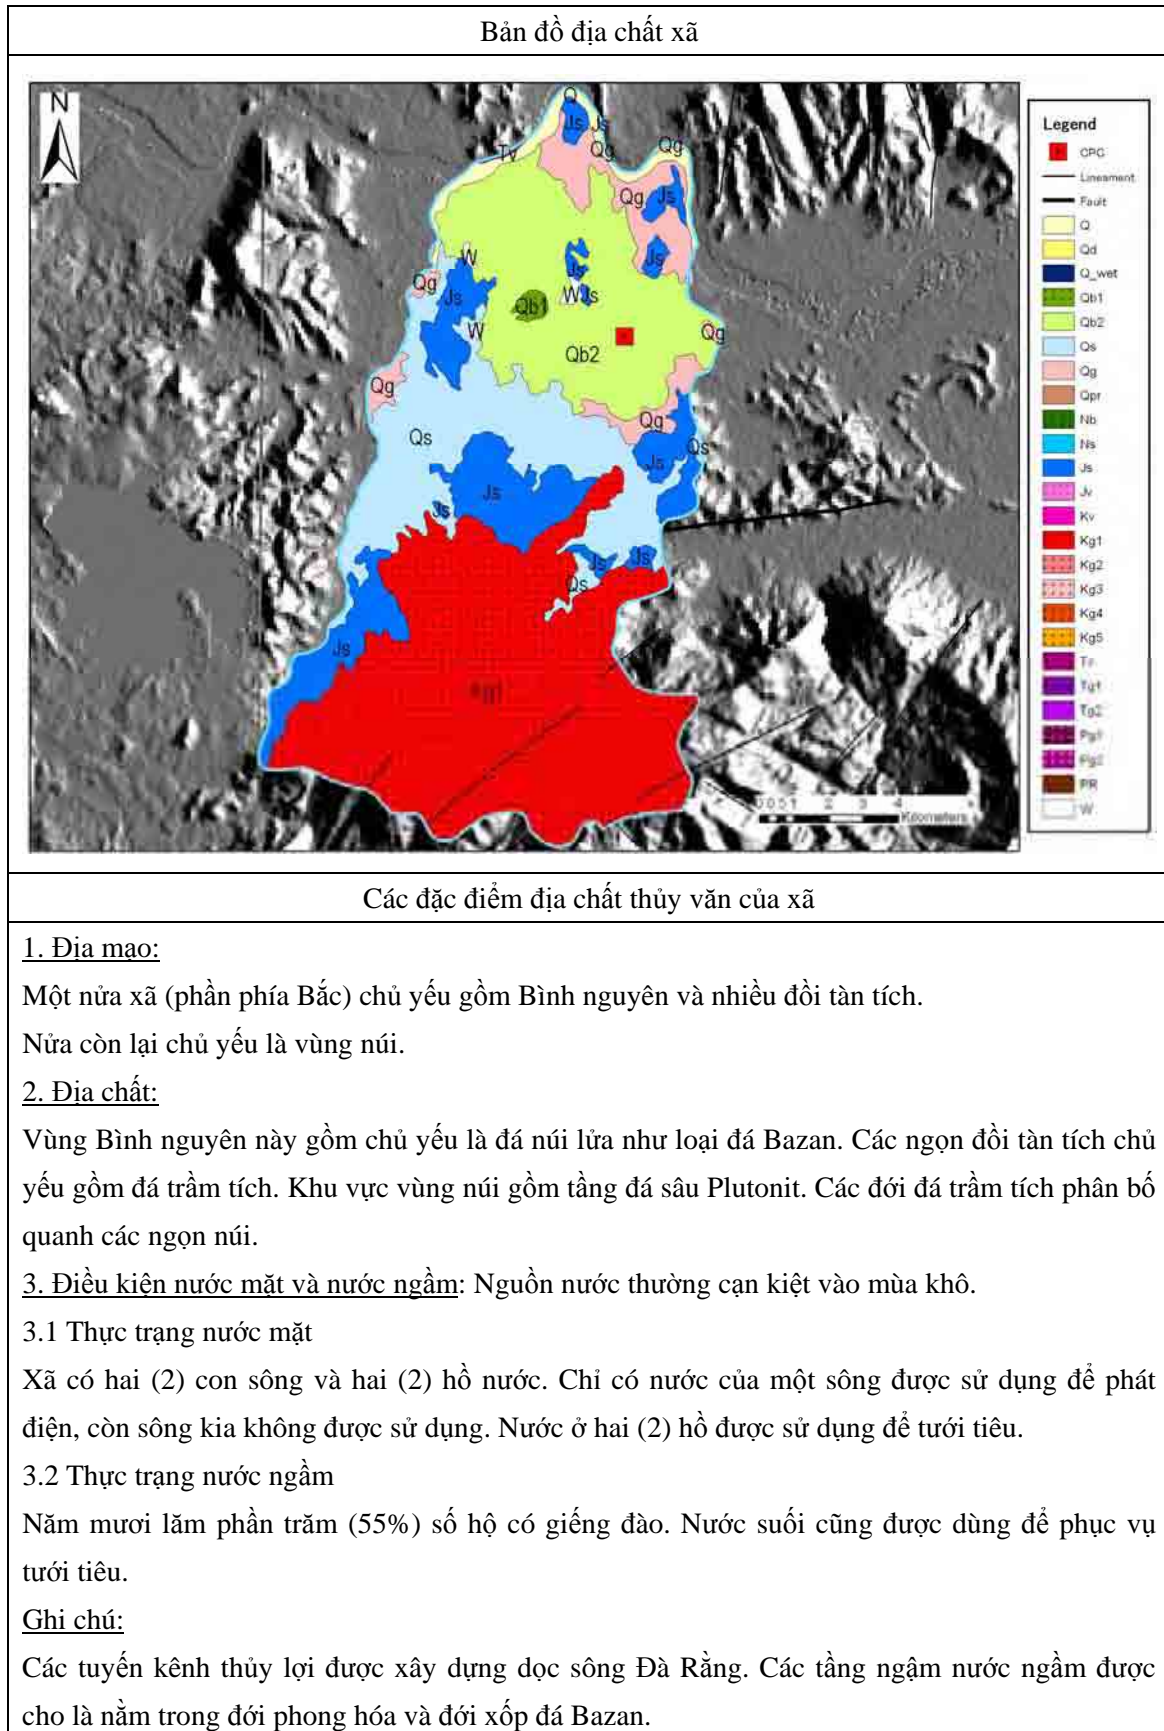 Bản đồ địa chất xã
N
Q
Js
Js
Qg
Qg
Tv
Qg
Js
W
Js
Js
Qg
Js
W
Js
Qb1
W
Qb2
Qg
Qg
Qs
Qg
Qs
Js
Js
Js
Js
Js
Qs
Js
Kg1
0 0.5 1 2 3 4
Kilometers
Legend
CPG
Lineament
Fault
Q
Qd
Q_wet
Qb1
Qb2
Qs
Qg
Qpr
Nb
Ns
Js
Jv
Kv
Kg1
Kg2
Kg3
Kg4
Kg5
Tv
Tg1
Tg2
Pg1
Pg2
PR
W
Các đặc điểm địa chất thủy văn của xã
1. Địa mạo:
Một nửa xã (phần phía Bắc) chủ yếu gồm Bình nguyên và nhiều đồi tàn tích.
Nửa còn lại chủ yếu là vùng núi.
2. Địa chất:
Vùng Bình nguyên này gồm chủ yếu là đá núi lửa như loại đá Bazan. Các ngọn đồi tàn tích chủ
yếu gồm đá trầm tích. Khu vực vùng núi gồm tầng đá sâu Plutonit. Các đới đá trầm tích phân bố
quanh các ngọn núi.
3. Điều kiện nước mặt và nước ngầm: Nguồn nước thường cạn kiệt vào mùa khô.
3.1 Thực trạng nước mặt
Xã có hai (2) con sông và hai (2) hồ nước. Chỉ có nước của một sông được sử dụng để phát
điện, còn sông kia không được sử dụng. Nước ở hai (2) hồ được sử dụng để tưới tiêu.
3.2 Thực trạng nước ngầm
Năm mươi lăm phần trăm (55%) số hộ có giếng đào. Nước suối cũng được dùng để phục vụ
tưới tiêu.
Ghi chú:
Các tuyến kênh thủy lợi được xây dựng dọc sông Đà Rằng. Các tầng ngậm nước ngầm được
cho là nằm trong đới phong hóa và đới xốp đá Bazan.